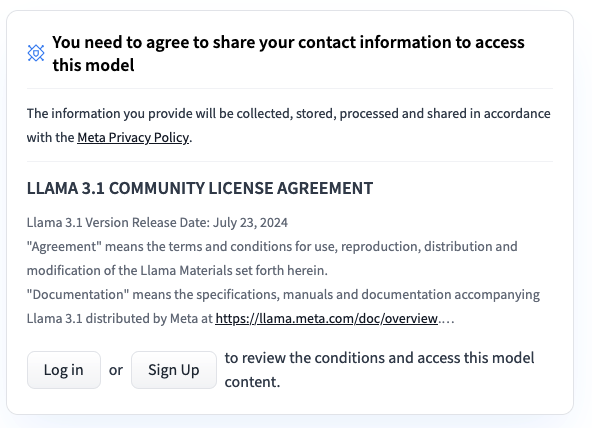 You need to agree to share your contact information to access
this model
The information you provide will be collected, stored, processed and shared in accordance
with the Meta Privacy Policy.
LLAMA 3.1 COMMUNITY LICENSE AGREEMENT
Llama 3.1 Version Release Date: July 23, 2024
"Agreement" means the terms and conditions for use, reproduction, distribution and
modification of the Llama Materials set forth herein.
"Documentation" means the specifications, manuals and documentation accompanying
Llama 3.1 distributed by Meta at https://llama.meta.com/doc/overview....
Log in or Sign Up to review the conditions and access this model
content.